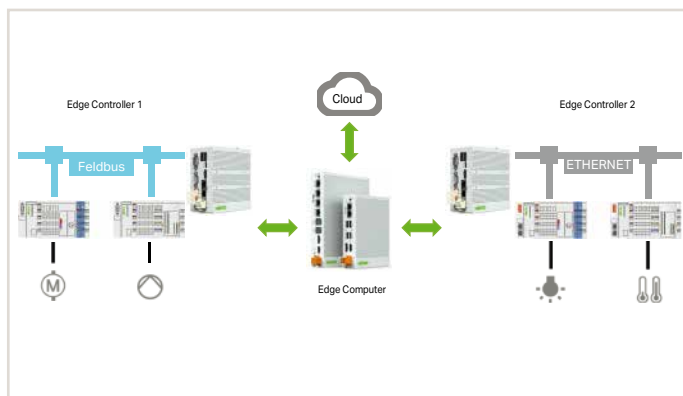 Cloud
Edge Controller 1
Edge Controller 2
Feldbus
ETHERNET
M
Edge Computer